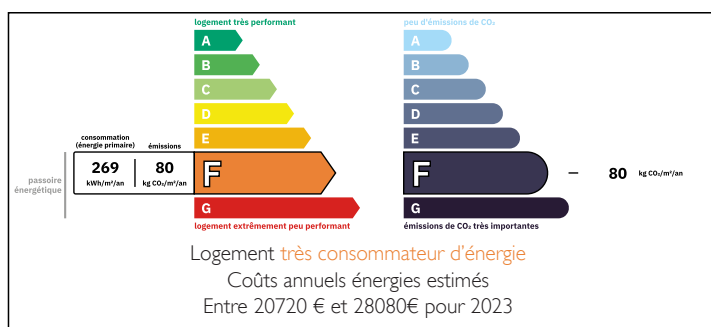 logement très performant
A
B
C
D
E
consommation
(énergie primaire)
émissions
269
kWh/m²/an
80
kg CO₂/m²/an
F
passoire
énergétique
G
logement extrêmement peu performant
peu d'émissions de CO₂
A
B
C
D
E
F
80 kg CO₂/m²/an
G
émissions de CO₂ très importantes
Logement très consommateur d'énergie
Coûts annuels énergies estimés
Entre 20720 € et 28080€ pour 2023